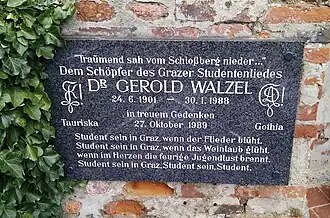 "Träumend sah vom Schloßberg nieder..."
Dem Schöpfer des Grazer Studentenliedes
DR GEROLD WALZEL
24.6.1901 — 30.1.1988
in treuem Gedenken
Tauriska 27. Oktober 1989 Gothia
Student sein in Graz, wenn der Flieder blüht.
Student sein in Graz, wenn das Weinlaub glüht.
wenn im Herzen die feurige Jugendlust brennt.
Student sein in Graz, Student sein, Student.